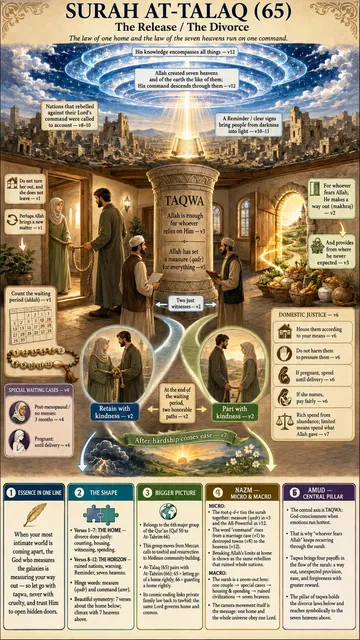 SURAH AT-TALAQ (65)
The Release / The Divorce
The law of one home and the law of the seven heavens run on one command.
His knowledge encompasses all things – v12
Allah created seven heavens
and of the earth the like of them;
His command descends through them – v12
Nations that rebelled
against their Lord's
command were called
to account – v8–10
A Reminder / clear signs
bring people from darkness
into light – v10–11
Do not turn
her out, and
she does not
leave – v1
Perhaps Allah
brings a new
matter – v1
TAQWA
Allah is enough
for whoever
relies on Him – v3
Allah has set
a measure (qadr)
for everything – v3
For whoever
fears Allah,
He makes a
way out (makhraj)
– v2
And provides
from where
he never
expected – v3
Count the waiting
period (iddah) – v1
Two just
witnesses – v2
DOMESTIC JUSTICE – v6
House them according
to your means – v6
Do not harm them
to oppress – v6
If pregnant, spend
until delivery – v6
If she nurses,
pay fairly – v6
Rich spend from
abundance; limited
means spend what
Allah gave – v7
SPECIAL WAITING CASES – v4
Post-menopausal /
no menses:
3 months – v4
Pregnant:
until delivery – v6
Retain with
kindness – v2
At the end of
the waiting
period,
two honorable
paths – v2
Part with
kindness – v2
After hardship comes ease – v7
1 ESSENCE IN ONE LINE
When your most
intimate world is
coming apart, the
God who measures
the galaxies is
measuring your way
out — so let go with
taqwa, never with
cruelty, and trust Him
to open hidden doors.
2 THE SHAPE
Verses 1–7: THE HOME —
divorce done justly:
counting, housing,
witnessing, spending.
Verses 8–12: THE HORIZON —
ruined nations, warning,
Reminder, seven heavens.
Hinge words: measure
(qadr) and command (amr).
Beautiful symmetry: 7 verses
about the home below;
climax with 7 heavens
above.
3 BIGGER PICTURE
Belongs to the 6th major group
of the Qur'an (Qaf 50 to
At-Tahrim 66).
This group moves from Meccan
calls to tawhid and resurrection
to Medinan community-building.
At-Talaq (65) pairs with
At-Tahrim (66): 65 = letting go
of a home rightly; 66 = guarding
a home rightly.
Its cosmic ending links private
family law back to tawhid: the same
Lord governs home and
cosmos.
4 NAZM —
MICRO & MACRO
MICRO:
The root q-d-r ties the surah
together: measure (qadr) in v3
and the All-Powerful in v12.
The word 'command' rises
from a marriage case (v1) to
descend through the seven
heavens (v12).
Breaking Allah's limits at home
is shown as the same rebellion
that ruined whole nations.
MACRO:
The surah is a zoom-out lens:
one couple → special cases →
housing & spending → ruined
civilizations → seven heavens.
The camera movement itself is
the message: one home and the
whole universe obey one Lord.
5 AMUD —
CENTRAL PILLAR
The central axis is TAQWA:
God-consciousness when
emotions run hottest.
That is why 'whoever fears
Allah' keeps recurring
through the surah.
Taqwa brings four payoffs in
the flow of the surah: a way
out, unexpected provision,
ease, and forgiveness with
greater reward.
The pillar of taqwa holds
the divorce laws below and
reaches symbolically to the
seven heavens above.